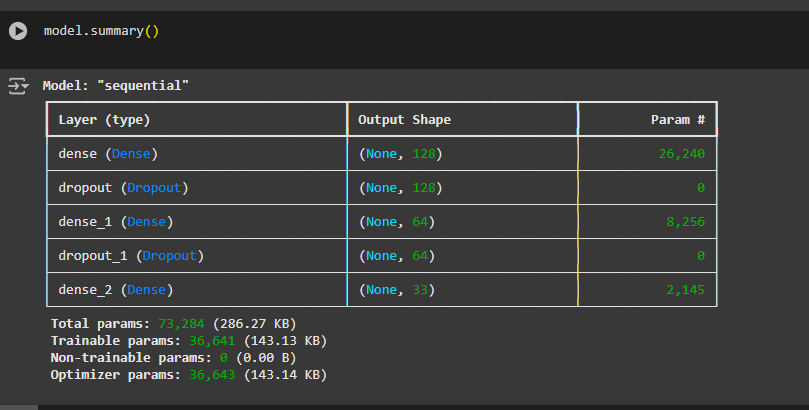 model.summary()
Model: "sequential"
Layer (type) Output Shape Param #
dense (Dense) (None, 128) 26,240
dropout (Dropout) (None, 128) 0
dense_1 (Dense) (None, 64) 8,256
dropout_1 (Dropout) (None, 64) 0
dense_2 (Dense) (None, 33) 2,145
Total params: 73,284 (286.27 KB)
Trainable params: 36,641 (143.13 KB)
Non-trainable params: 0 (0.00 B)
Optimizer params: 36,643 (143.14 KB)